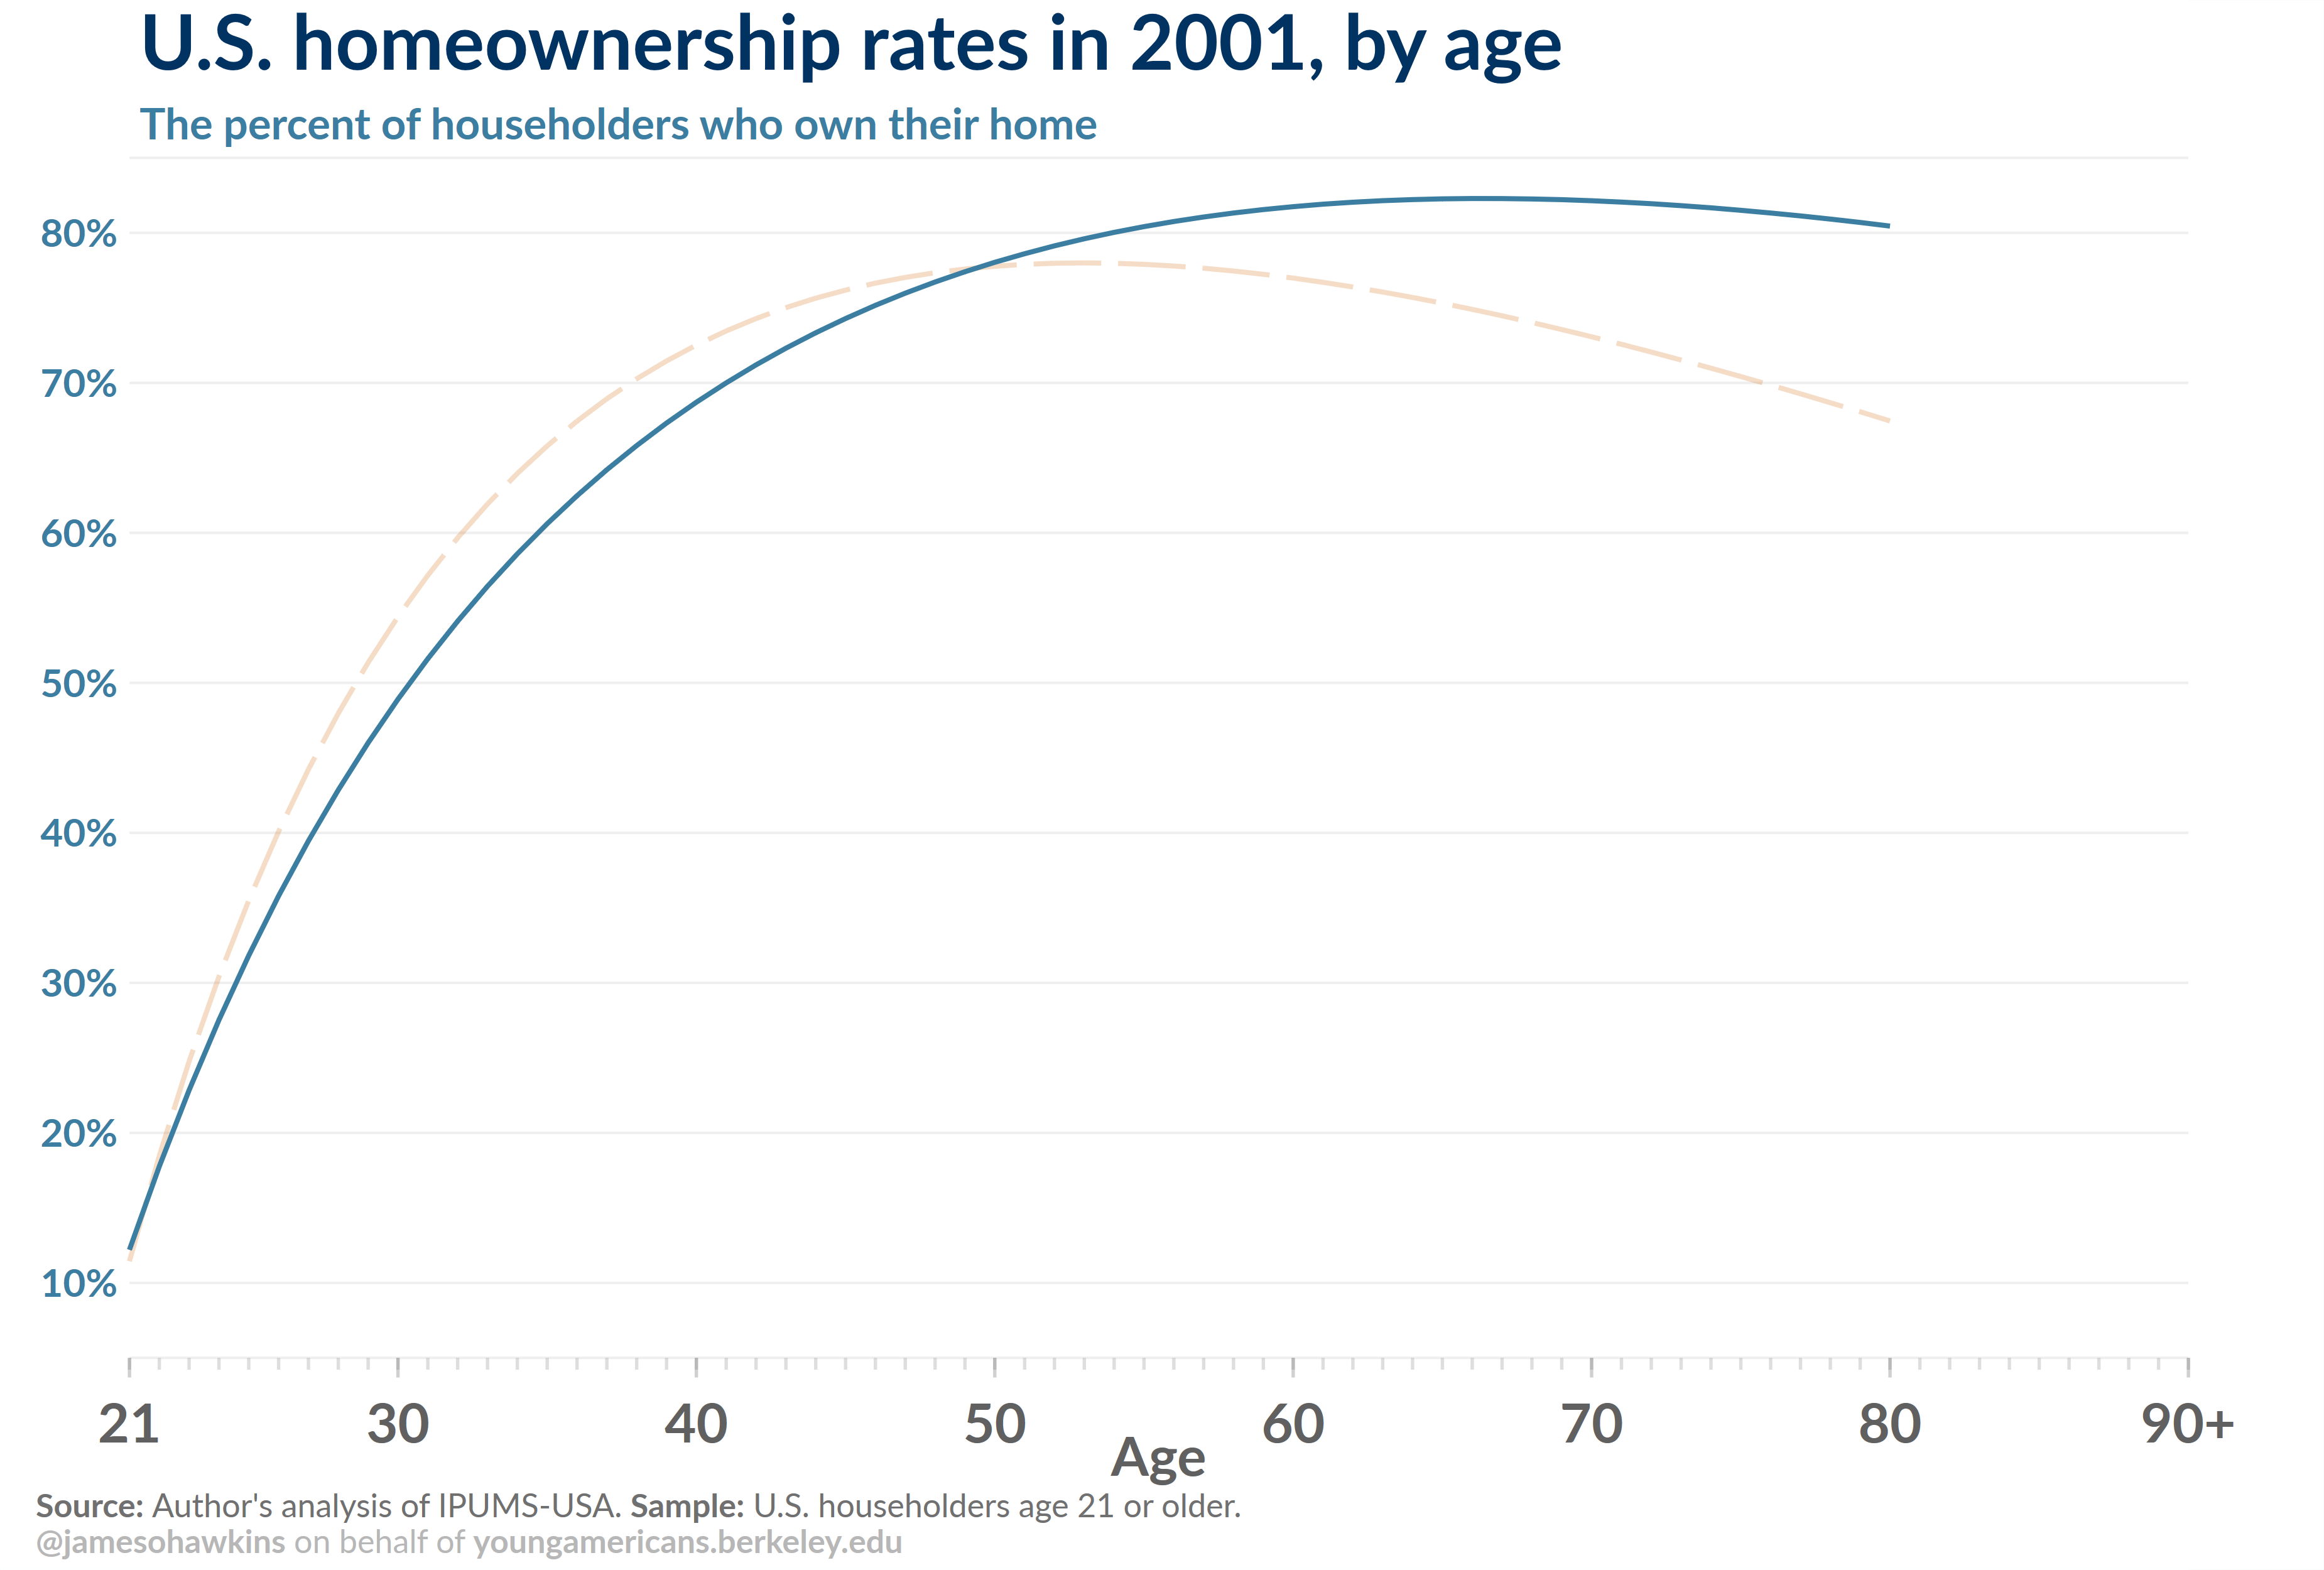 U.S. homeownership rates in 2001, by age
The percent of householders who own their home
80%
70%
60%
50%
40%
30%
20%
10%
21 30 40 50 60 70 80 90+
Age
Source: Author's analysis of IPUMS-USA. Sample: U.S. householders age 21 or older.
@jamesohawkins on behalf of youngamericans.berkeley.edu